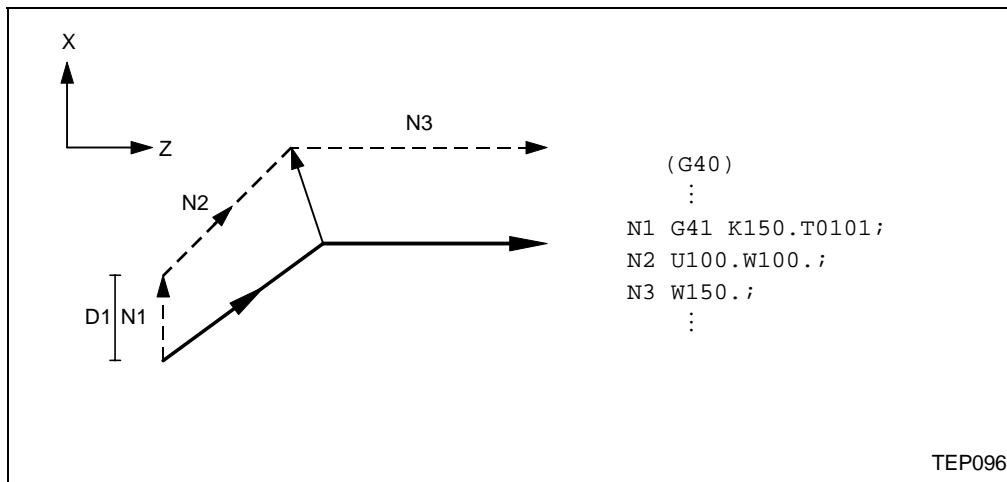 X
Z
N3
N2
D1 N1
(G40)
⋮
N1 G41 K150.T0101;
N2 U100.W100.;
N3 W150.;
⋮
TEP096